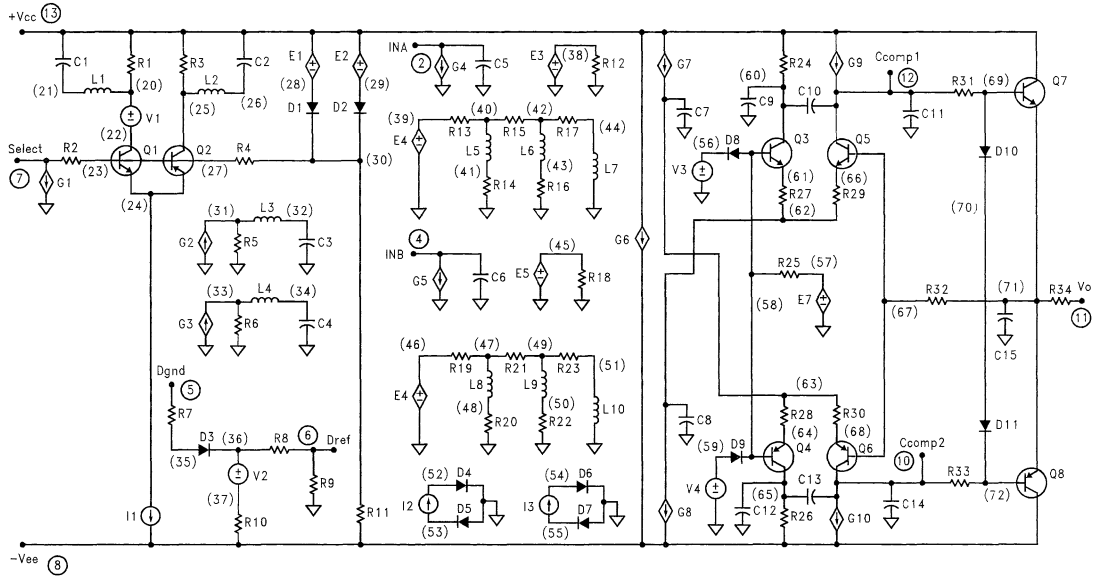 +Vcc 13
C1 R1 R3 C2 E1 E2 INA 2 G4 C5 E3 (38) R12 G7 R24 G9 Ccomp1 12 R31 (69) Q7
(21) L1 (20) (25) L2 (26) (28) (29) (60) C9 C10 C7 C11
V1 D1 D2 (39) (40) (42) (44)
(22) E4 R13 R15 R17
Select 7 R2 (23) G1 Q1 Q2 (27) R4 (30) L5 L6 L7 (56) D8 V3 Q3 Q5 D10
(24) (41) R14 (43) R16 (61) R27 (66) R29
(31) L3 (32) (62) (70)
G2 R5 C3 INB 4 (45) G6
G5 C6 E5 R18 R25 (57)
(33) L4 (34) (58) E7 R32 (71) R34 Vo 11
G3 R6 C4 (67) C15
(46) (47) (49) (51)
Dgnd 5 R19 R21 R23
R7 E4 L8 L9 L10 (63)
(48) R20 (50) R22 C8 R28 R30 D11
D3 (36) R8 6 Dref (64) (68)
(35) V2 R9 (59) D9 Q4 Q6 Ccomp2 10 Q8
(37) (52) D4 (54) D6 V4 (65) C13 R33 (72)
I1 R10 R11 I2 D5 I3 D7 G8 C12 R26 G10 C14
(53) (55)
-Vee 8